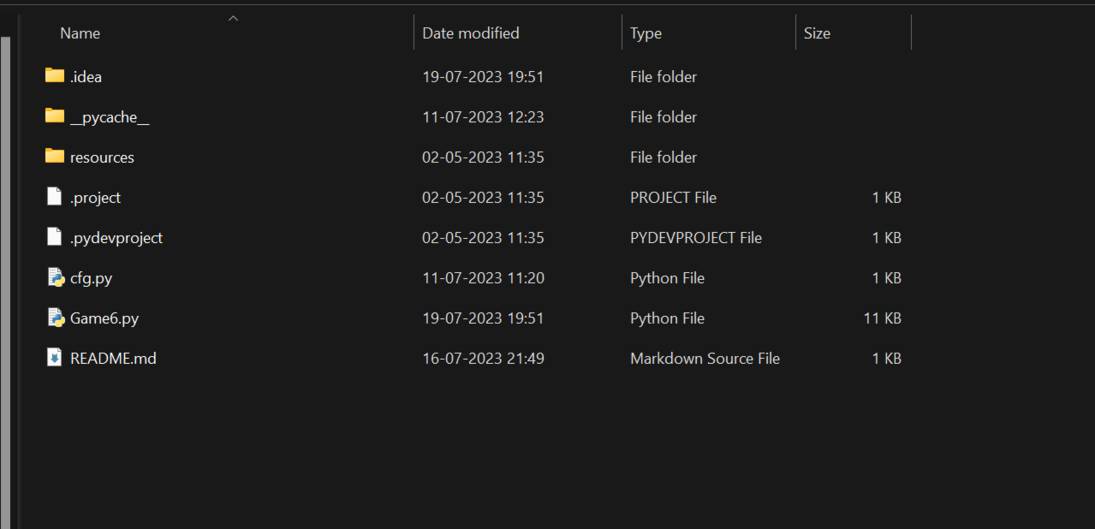 Name Date modified Type Size
.idea 19-07-2023 19:51 File folder
__pycache__ 11-07-2023 12:23 File folder
resources 02-05-2023 11:35 File folder
.project 02-05-2023 11:35 PROJECT File 1 KB
.pydevproject 02-05-2023 11:35 PYDEVPROJECT File 1 KB
cfg.py 11-07-2023 11:20 Python File 1 KB
Game6.py 19-07-2023 19:51 Python File 11 KB
README.md 16-07-2023 21:49 Markdown Source File 1 KB